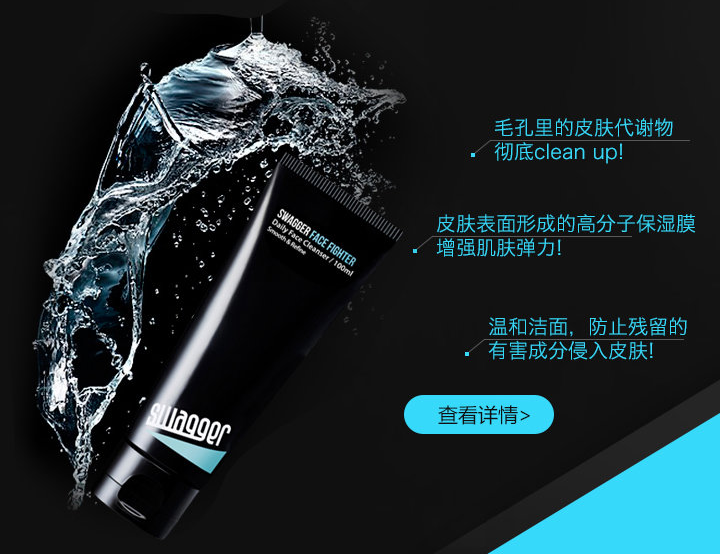 毛孔里的皮肤代谢物
彻底clean up!
皮肤表面形成的高分子保湿膜
增强肌肤弹力!
温和洁面，防止残留的
有害成分侵入皮肤!
查看详情>
SWAGGER FACE FIGHTER
Daily Face Cleanser / 100ml
Smooth & Refine
swagger